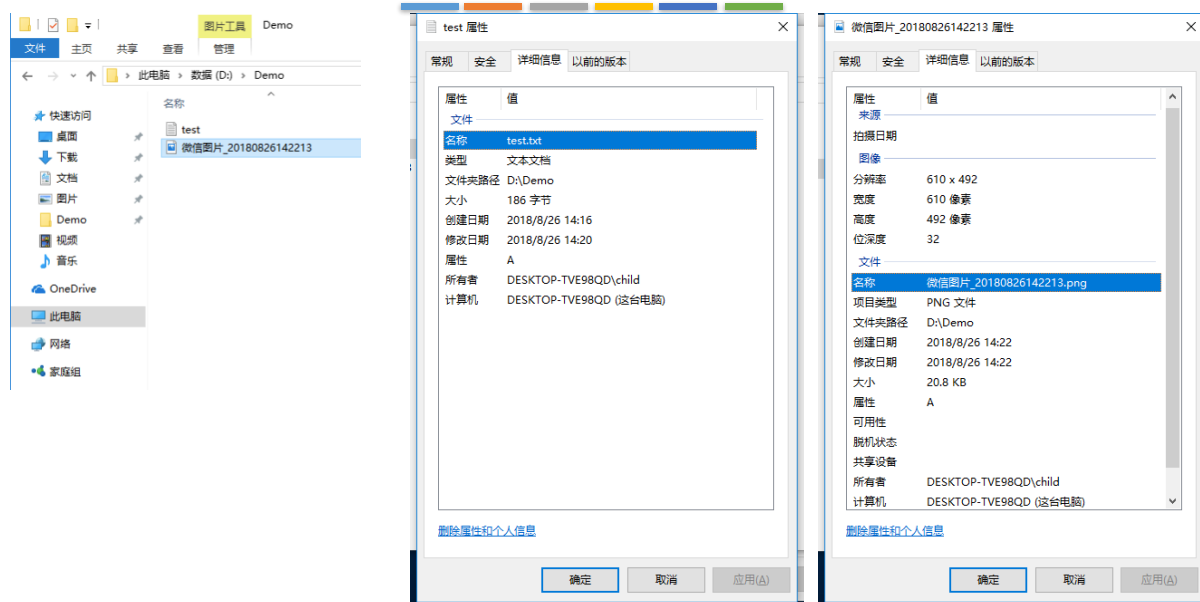 图片工具 Demo
文件 主页 共享 查看 管理
此电脑 › 数据 (D:) › Demo
名称
快速访问
桌面
下载
文档
图片
Demo
视频
音乐
OneDrive
此电脑
网络
家庭组
test
微信图片_20180826142213
test 属性
常规 安全 详细信息 以前的版本
属性 值
文件
名称 test.txt
类型 文本文档
文件夹路径 D:\Demo
大小 186 字节
创建日期 2018/8/26 14:16
修改日期 2018/8/26 14:20
属性 A
所有者 DESKTOP-TVE98QD\child
计算机 DESKTOP-TVE98QD (这台电脑)
删除属性和个人信息
确定 取消 应用(A)
微信图片_20180826142213 属性
常规 安全 详细信息 以前的版本
属性 值
来源
拍摄日期
图像
分辨率 610 x 492
宽度 610 像素
高度 492 像素
位深度 32
文件
名称 微信图片_20180826142213.png
项目类型 PNG 文件
文件夹路径 D:\Demo
创建日期 2018/8/26 14:22
修改日期 2018/8/26 14:22
大小 20.8 KB
属性 A
可用性
脱机状态
共享设备
所有者 DESKTOP-TVE98QD\child
计算机 DESKTOP-TVE98QD (这台电脑)
删除属性和个人信息
确定 取消 应用(A)